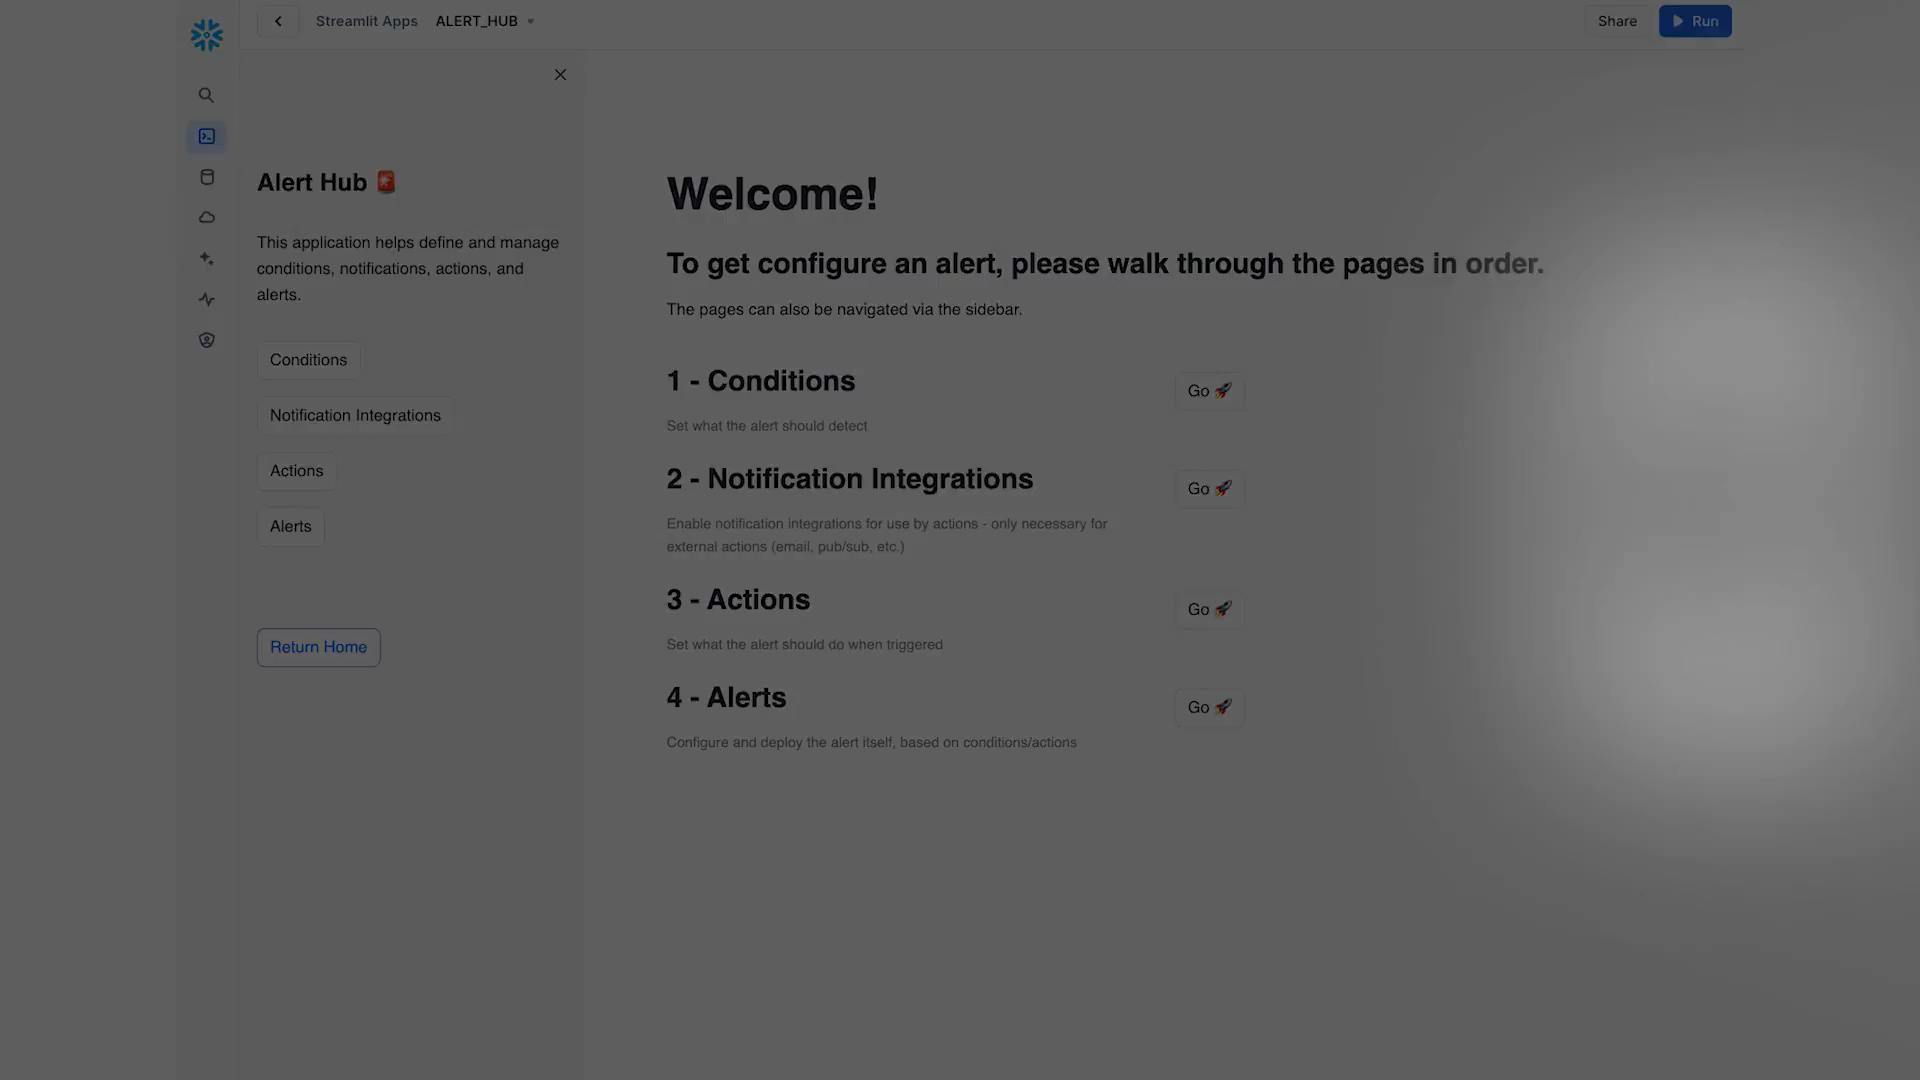 Streamlit Apps ALERT_HUB
Share
Run
Alert Hub
This application helps define and manage
conditions, notifications, actions, and
alerts.
Conditions
Notification Integrations
Actions
Alerts
Return Home
Welcome!
To get configure an alert, please walk through the pages in order.
The pages can also be navigated via the sidebar.
1 - Conditions
Go
Set what the alert should detect
2 - Notification Integrations
Go
Enable notification integrations for use by actions - only necessary for
external actions (email, pub/sub, etc.)
3 - Actions
Go
Set what the alert should do when triggered
4 - Alerts
Go
Configure and deploy the alert itself, based on conditions/actions